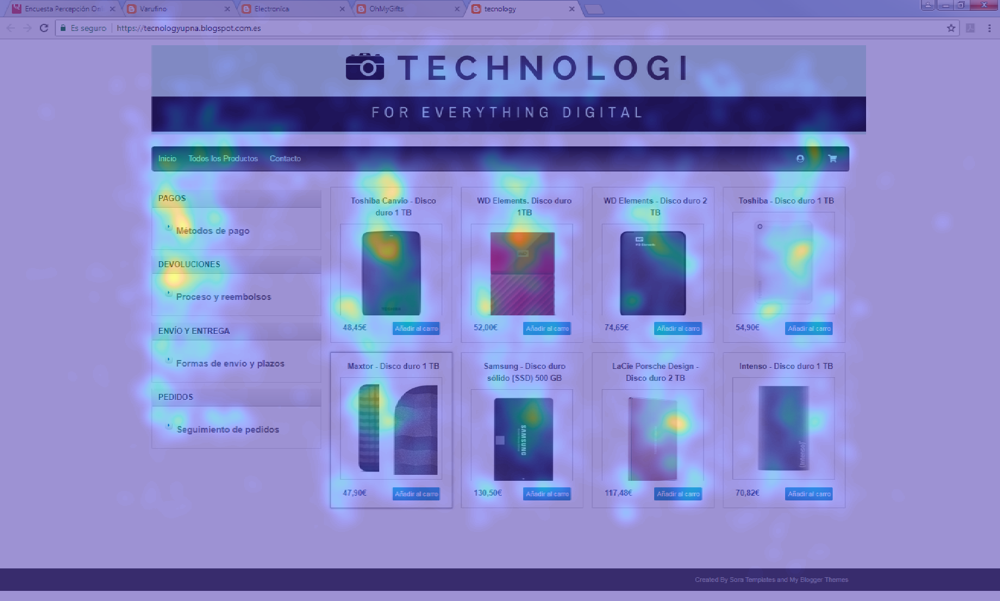 Encuesta Percepción Onl
Varufino
Electronica
OhMyGifts
tecnology
Es seguro
https://tecnologyupna.blogspot.com.es
TECHNOLOGI
FOR EVERYTHING DIGITAL
Inicio
Todos los Productos
Contacto
PAGOS
Métodos de pago
DEVOLUCIONES
Proceso y reembolsos
ENVÍO Y ENTREGA
Formas de envio y plazos
PEDIDOS
Seguimiento de pedidos
Toshiba Canvio - Disco
duro 1 TB
TOSHIBA
48,45€
Añadir al carro
WD Elements. Disco duro
1TB
WD
52,00€
Añadir al carro
WD Elements - Disco duro 2
TB
WD
WD Elements
74,65€
Añadir al carro
Toshiba - Disco duro 1 TB
54,90€
Añadir al carro
Maxtor - Disco duro 1 TB
47,90€
Añadir al carro
Samsung - Disco duro
sólido (SSD) 500 GB
SAMSUNG
130,50€
Añadir al carro
LaCie Porsche Design -
Disco duro 2 TB
117,48€
Añadir al carro
Intenso - Disco duro 1 TB
(intenso)
70,82€
Añadir al carro
Created By Sora Templates and My Blogger Themes